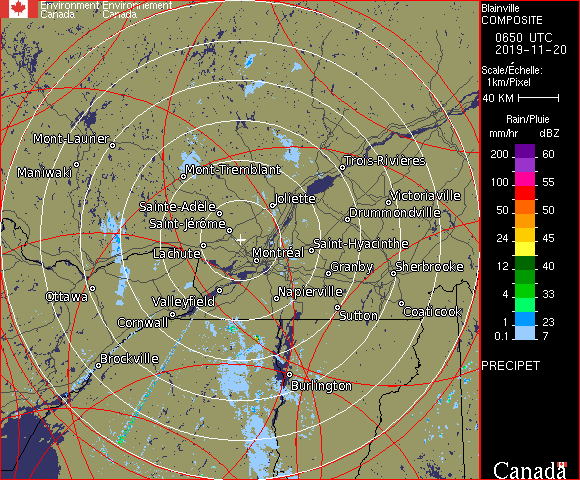 Environment Environnement
Canada Canada
Blainville
COMPOSITE
0650 UTC
2019-11-20
Scale/Échelle:
1km/Pixel
40 KM
Rain/Pluie
mm/hr dBZ
200 60
100 55
50 50
24 45
12 40
4 33
1 23
0.1 7
PRECIPET
Canada
Mont-Laurier
Maniwaki
Mont-Tremblant
Trois-Rivières
Sainte-Adèle
Joliette
Victoriaville
Saint-Jérôme
Drummondville
Lachute
Montréal
Saint-Hyacinthe
Granby
Sherbrooke
Ottawa
Valleyfield
Napierville
Cornwall
Sutton
Coaticook
Brockville
Burlington